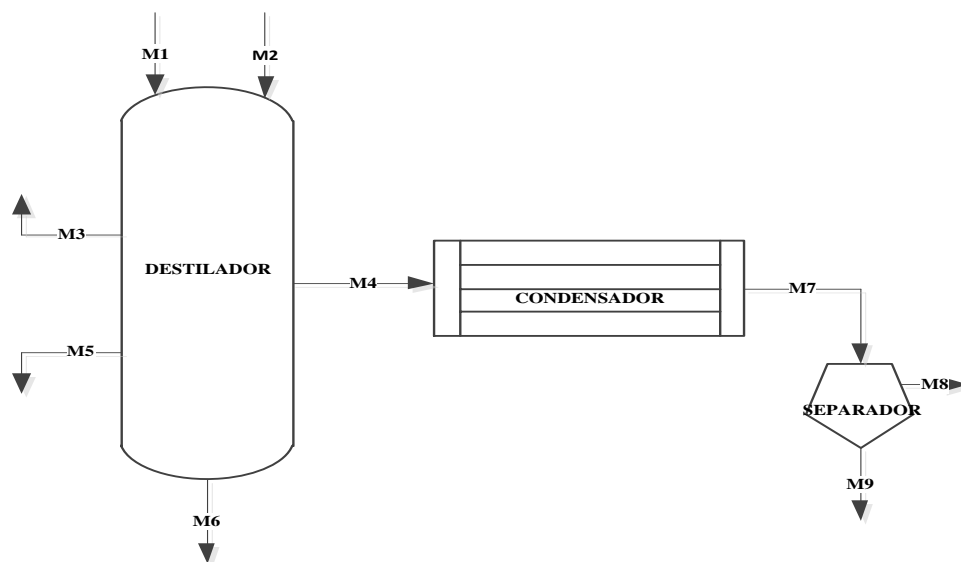 M1
M2
M3
DESTILADOR
M4
CONDENSADOR
M7
M5
M8
SEPARADOR
M9
M6